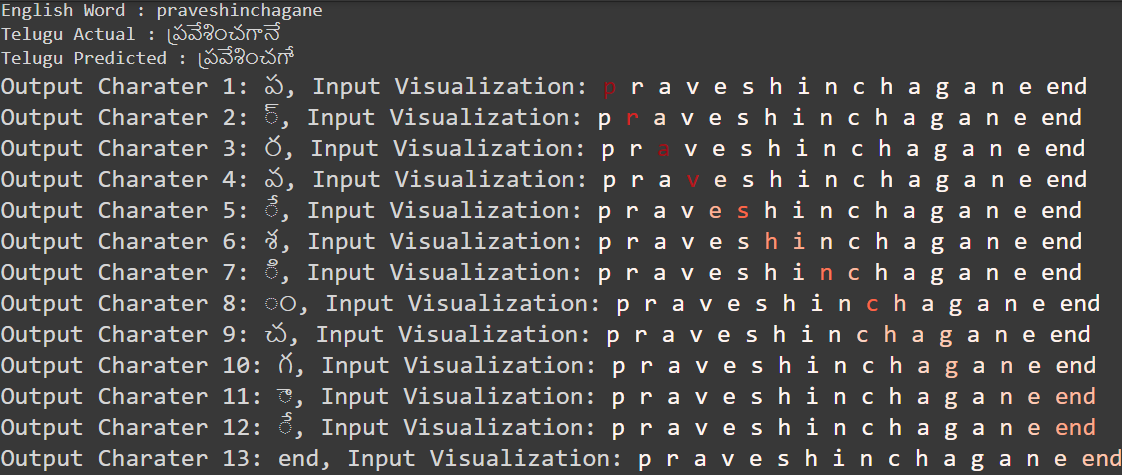 English Word : praveshinchagane
Telugu Actual : ప్రవేశించగానే
Telugu Predicted : ప్రవేశించగాే
Output Charater 1: ప, Input Visualization: p r a v e s h i n c h a g a n e end
Output Charater 2: ్, Input Visualization: p r a v e s h i n c h a g a n e end
Output Charater 3: ర, Input Visualization: p r a v e s h i n c h a g a n e end
Output Charater 4: వ, Input Visualization: p r a v e s h i n c h a g a n e end
Output Charater 5: ే, Input Visualization: p r a v e s h i n c h a g a n e end
Output Charater 6: శ, Input Visualization: p r a v e s h i n c h a g a n e end
Output Charater 7: ి, Input Visualization: p r a v e s h i n c h a g a n e end
Output Charater 8: ం, Input Visualization: p r a v e s h i n c h a g a n e end
Output Charater 9: చ, Input Visualization: p r a v e s h i n c h a g a n e end
Output Charater 10: గ, Input Visualization: p r a v e s h i n c h a g a n e end
Output Charater 11: ా, Input Visualization: p r a v e s h i n c h a g a n e end
Output Charater 12: ే, Input Visualization: p r a v e s h i n c h a g a n e end
Output Charater 13: end, Input Visualization: p r a v e s h i n c h a g a n e end